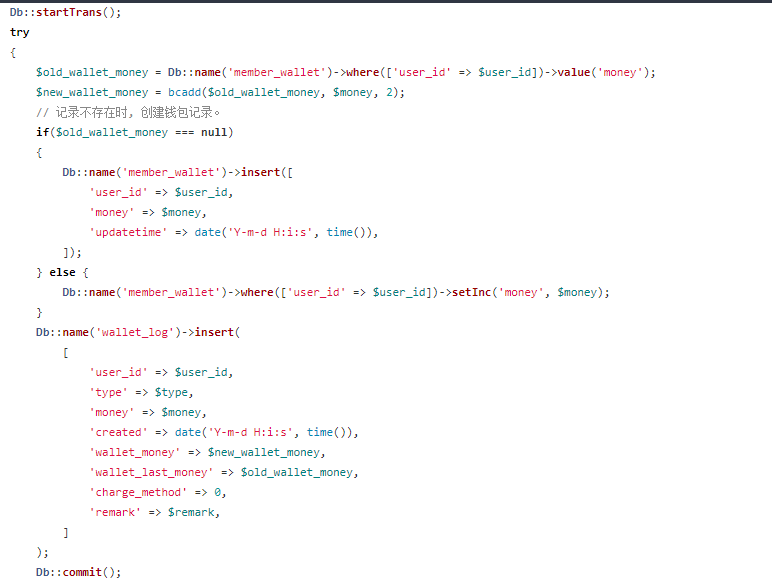 Db::startTrans();
try
{
$old_wallet_money = Db::name('member_wallet')->where(['user_id' => $user_id])->value('money');
$new_wallet_money = bcadd($old_wallet_money, $money, 2);
// 记录不存在时，创建钱包记录。
if($old_wallet_money === null)
{
Db::name('member_wallet')->insert([
'user_id' => $user_id,
'money' => $money,
'updatetime' => date('Y-m-d H:i:s', time()),
]);
} else {
Db::name('member_wallet')->where(['user_id' => $user_id])->setInc('money', $money);
}
Db::name('wallet_log')->insert(
[
'user_id' => $user_id,
'type' => $type,
'money' => $money,
'created' => date('Y-m-d H:i:s', time()),
'wallet_money' => $new_wallet_money,
'wallet_last_money' => $old_wallet_money,
'charge_method' => 0,
'remark' => $remark,
]
);
Db::commit();